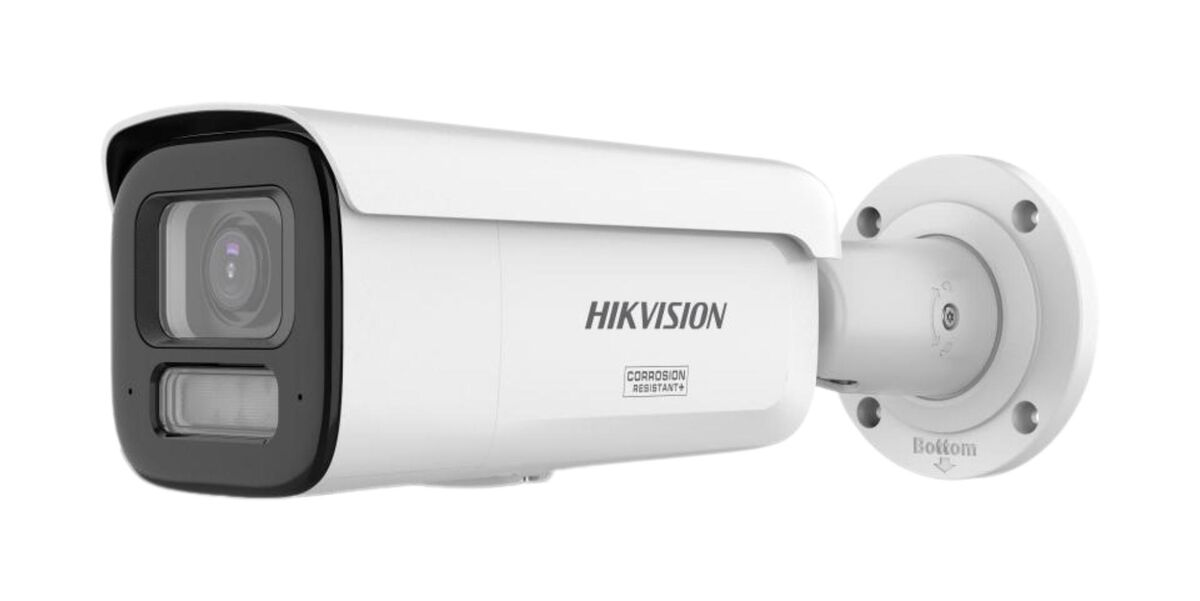 HIKVISION
CORROSION
RESISTANT+
Bottom